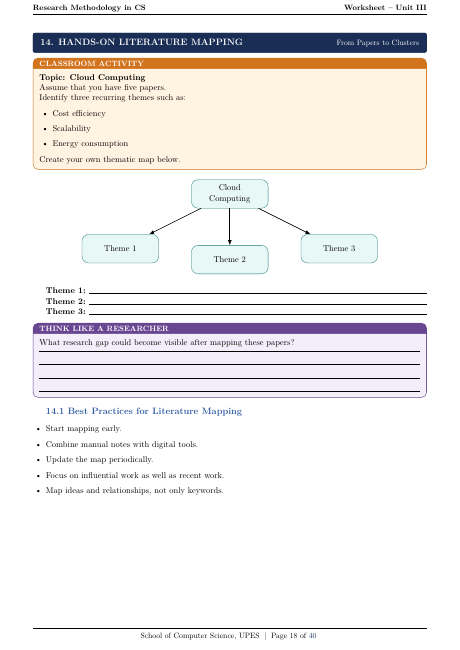 Research Methodology in CS Worksheet – Unit III
14. HANDS-ON LITERATURE MAPPING From Papers to Clusters
CLASSROOM ACTIVITY
Topic: Cloud Computing
Assume that you have five papers.
Identify three recurring themes such as:
• Cost efficiency
• Scalability
• Energy consumption
Create your own thematic map below.
Cloud
Computing
Theme 1
Theme 2
Theme 3
Theme 1:
Theme 2:
Theme 3:
THINK LIKE A RESEARCHER
What research gap could become visible after mapping these papers?
14.1 Best Practices for Literature Mapping
• Start mapping early.
• Combine manual notes with digital tools.
• Update the map periodically.
• Focus on influential work as well as recent work.
• Map ideas and relationships, not only keywords.
School of Computer Science, UPES | Page 18 of 40